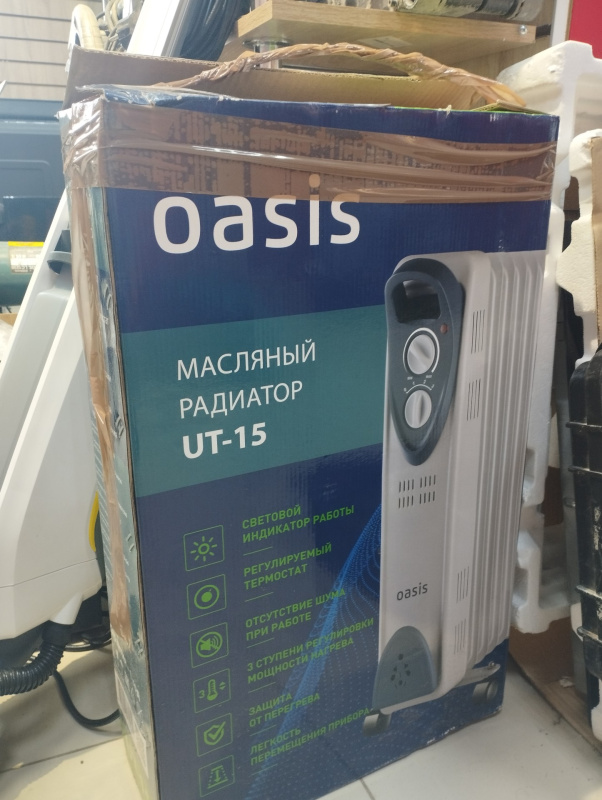 oasis
МАСЛЯНЫЙ
РАДИАТОР
UT-15
СВЕТОВОЙ
ИНДИКАТОР РАБОТЫ
РЕГУЛИРУЕМЫЙ
ТЕРМОСТАТ
ОТСУТСТВИЕ ШУМА
ПРИ РАБОТЕ
3
3 СТУПЕНИ РЕГУЛИРОВКИ
МОЩНОСТИ НАГРЕВА
ЗАЩИТА
ОТ ПЕРЕГРЕВА
ЛЕГКОСТЬ
ПЕРЕМЕЩЕНИЯ ПРИБОРА
oasis